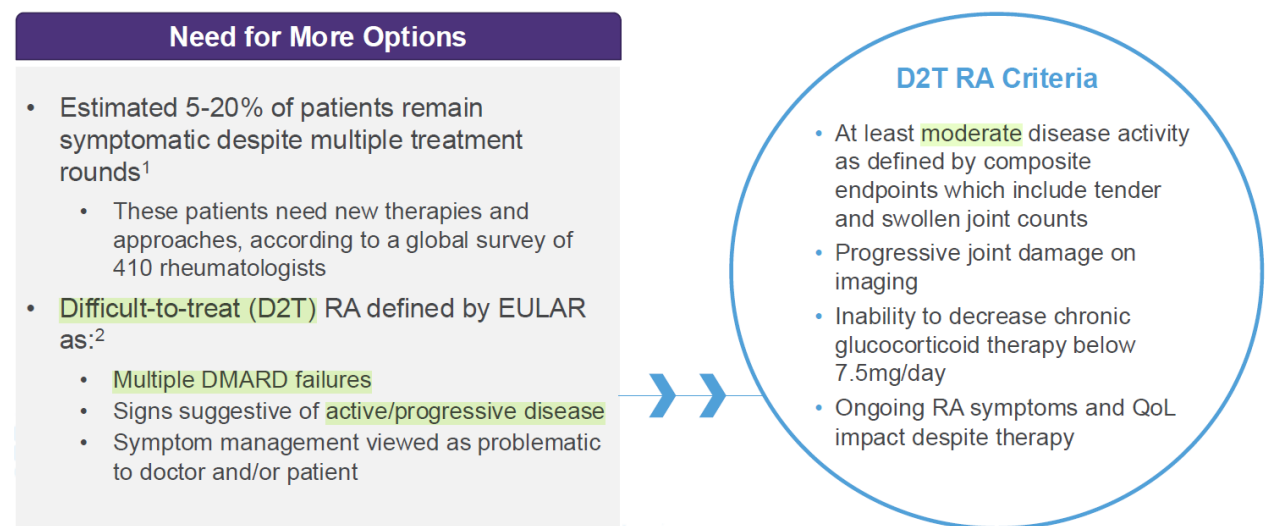 Need for More Options
• Estimated 5-20% of patients remain
symptomatic despite multiple treatment
rounds¹
• These patients need new therapies and
approaches, according to a global survey of
410 rheumatologists
• Difficult-to-treat (D2T) RA defined by EULAR
as:²
• Multiple DMARD failures
• Signs suggestive of active/progressive disease
• Symptom management viewed as problematic
to doctor and/or patient
D2T RA Criteria
• At least moderate disease activity
as defined by composite
endpoints which include tender
and swollen joint counts
• Progressive joint damage on
imaging
• Inability to decrease chronic
glucocorticoid therapy below
7.5mg/day
• Ongoing RA symptoms and QoL
impact despite therapy